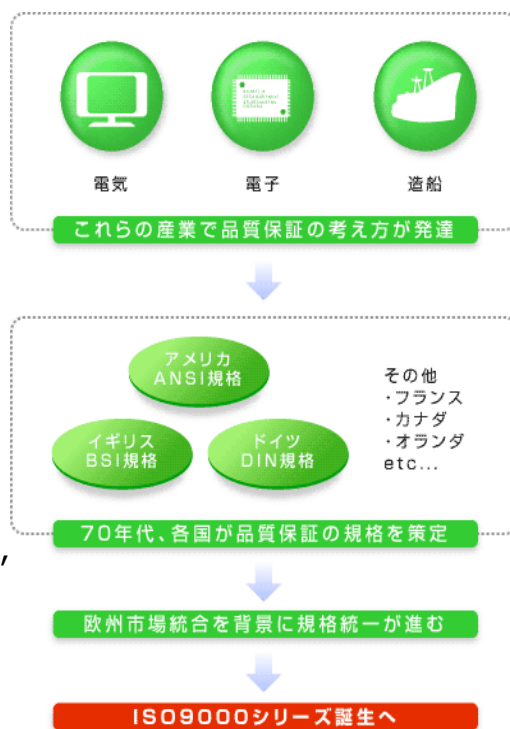 電気
電子
造船
これらの産業で品質保証の考え方が発達
アメリカ
ANSI規格
イギリス
BSI規格
ドイツ
DIN規格
その他
・フランス
・カナダ
・オランダ
etc...
70年代、各国が品質保証の規格を策定
,
欧州市場統合を背景に規格統一が進む
ISO9000シリーズ誕生へ